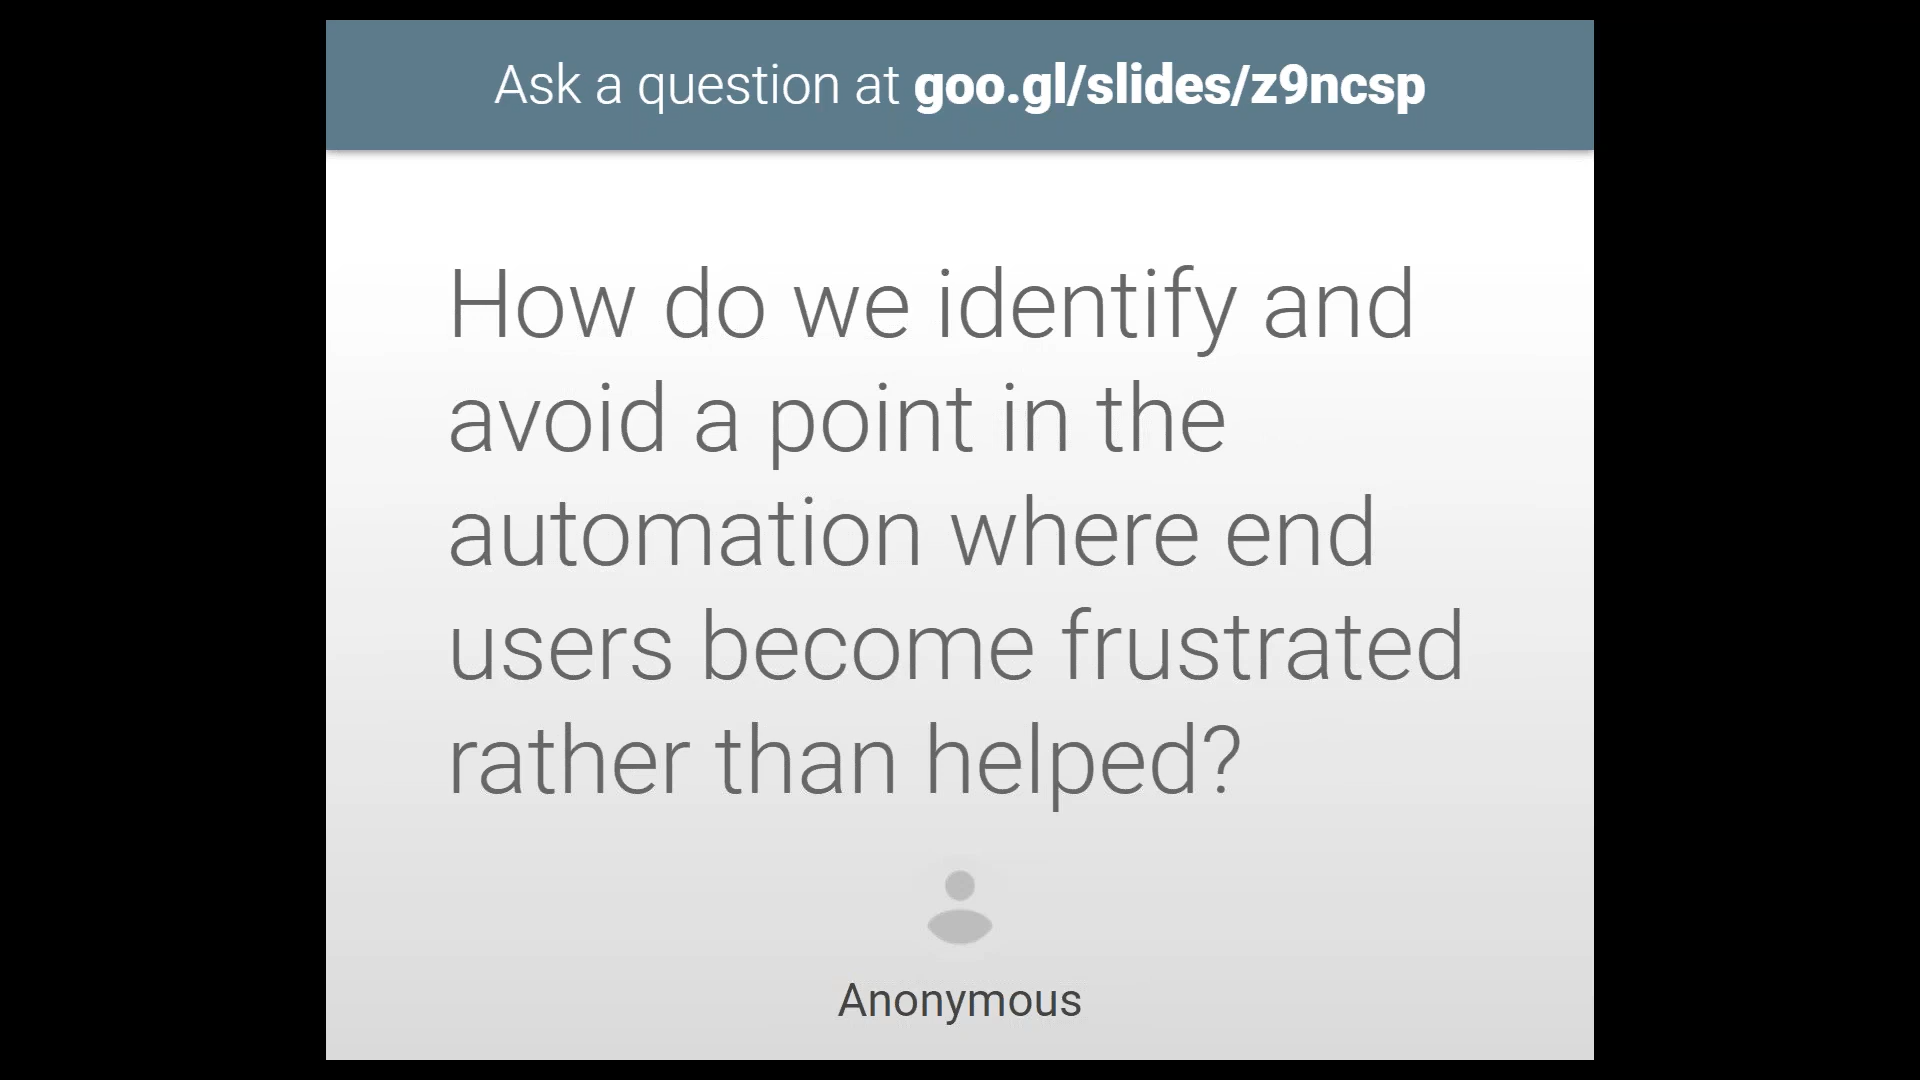 Ask a question at goo.gl/slides/z9ncsp
How do we identify and
avoid a point in the
automation where end
users become frustrated
rather than helped?
Anonymous